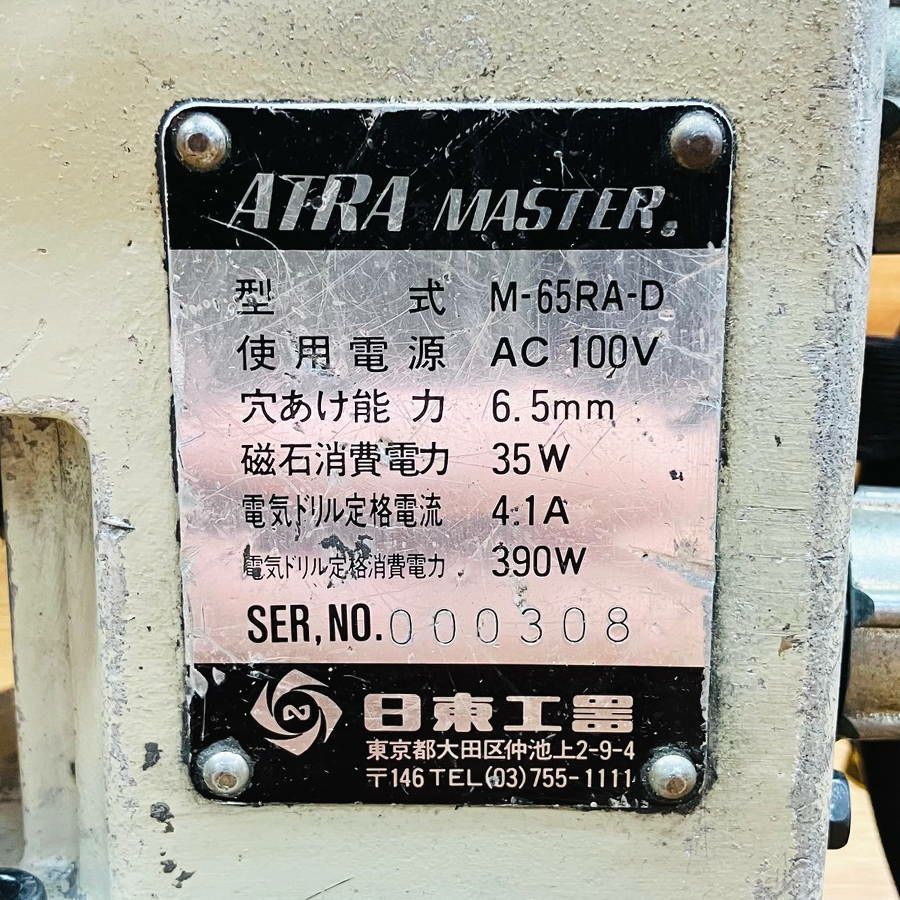 ATRA MASTER.
型式 M-65RA-D
使用電源 AC 100V
穴あけ能力 6.5mm
磁石消費電力 35W
電気ドリル定格電流 4.1A
電気ドリル定格消費電力 390W
SER,NO.000308
日東工器
東京都大田区仲池上2-9-4
〒146 TEL(03)755-1111